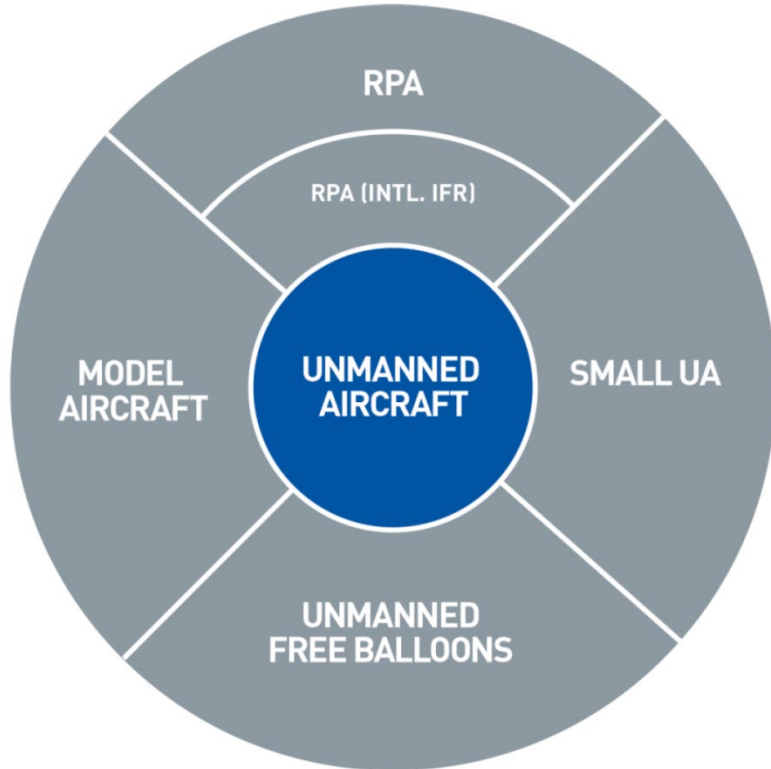 RPA
RPA (INTL. IFR)
MODEL
AIRCRAFT
UNMANNED
AIRCRAFT
SMALL UA
UNMANNED
FREE BALLOONS